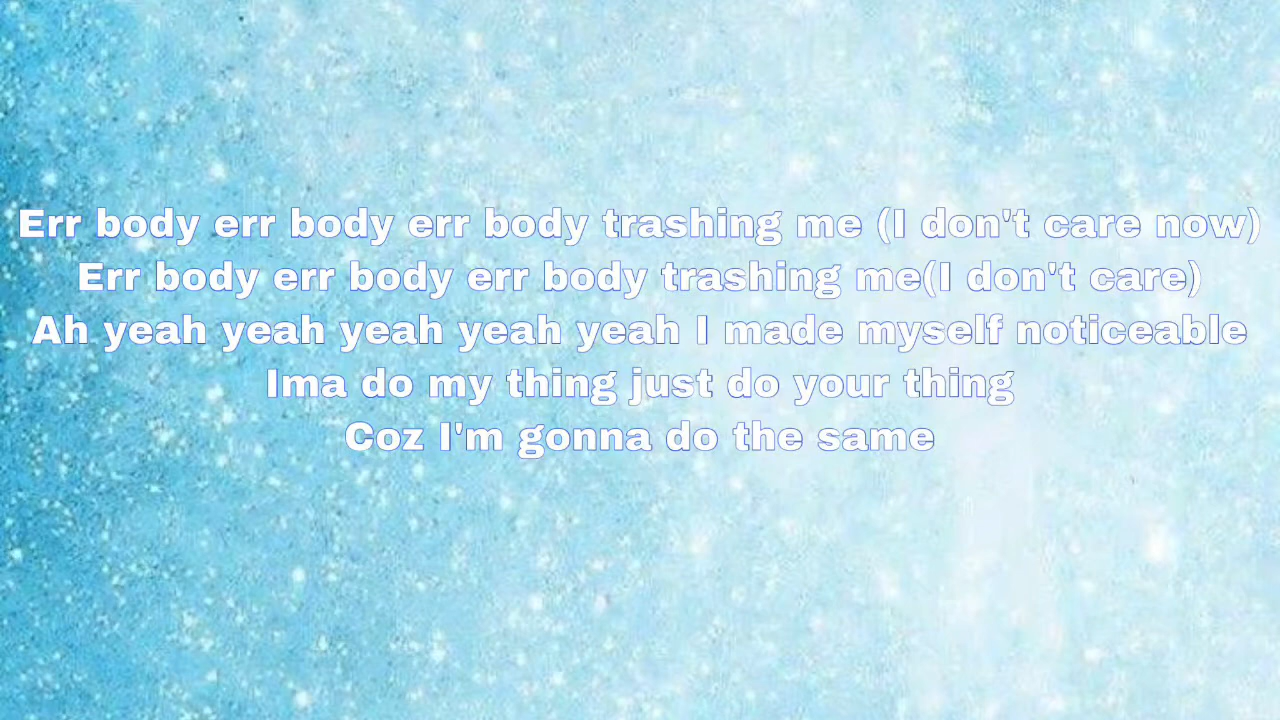 Err body err body err body trashing me (I don't care now)
Err body err body err body trashing me(I don't care)
Ah yeah yeah yeah yeah yeah I made myself noticeable
Ima do my thing just do your thing
Coz I'm gonna do the same